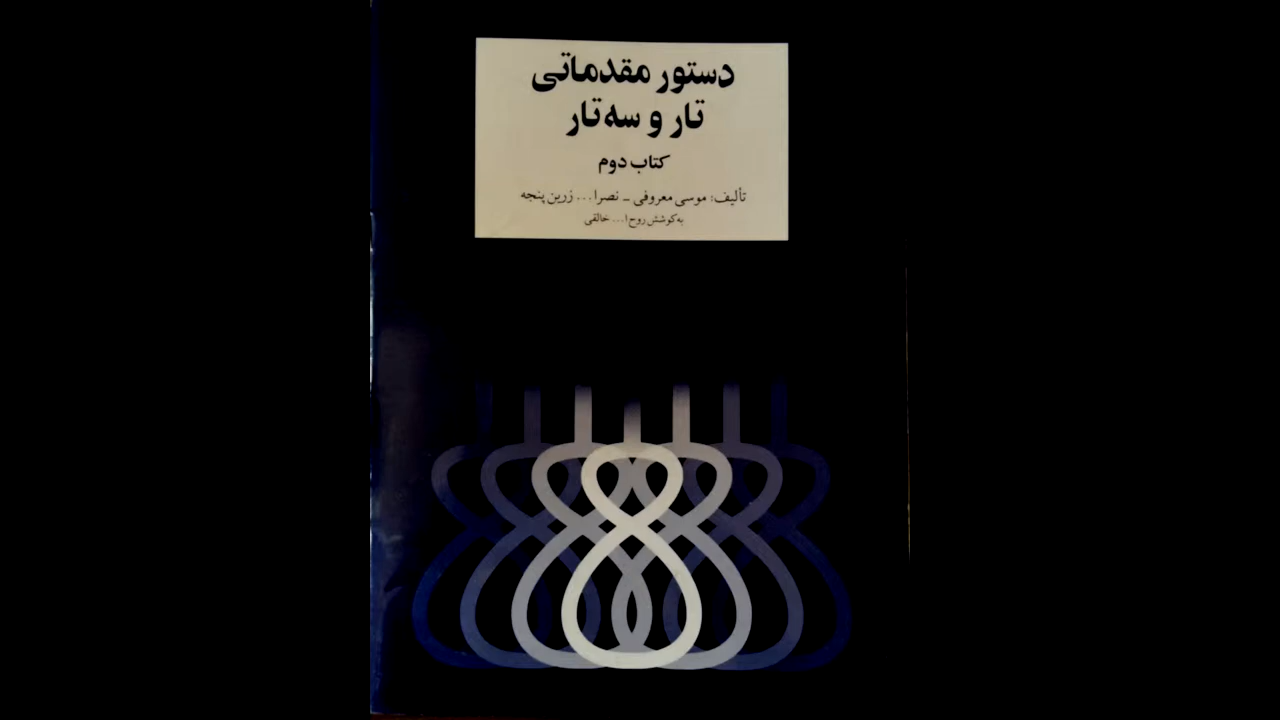 دستور مقدماتی
تار و سه‌تار
کتاب دوم
تألیف: موسی معروفی - نصرا... زرین پنجه
به‌کوشش روح ا... خالقی